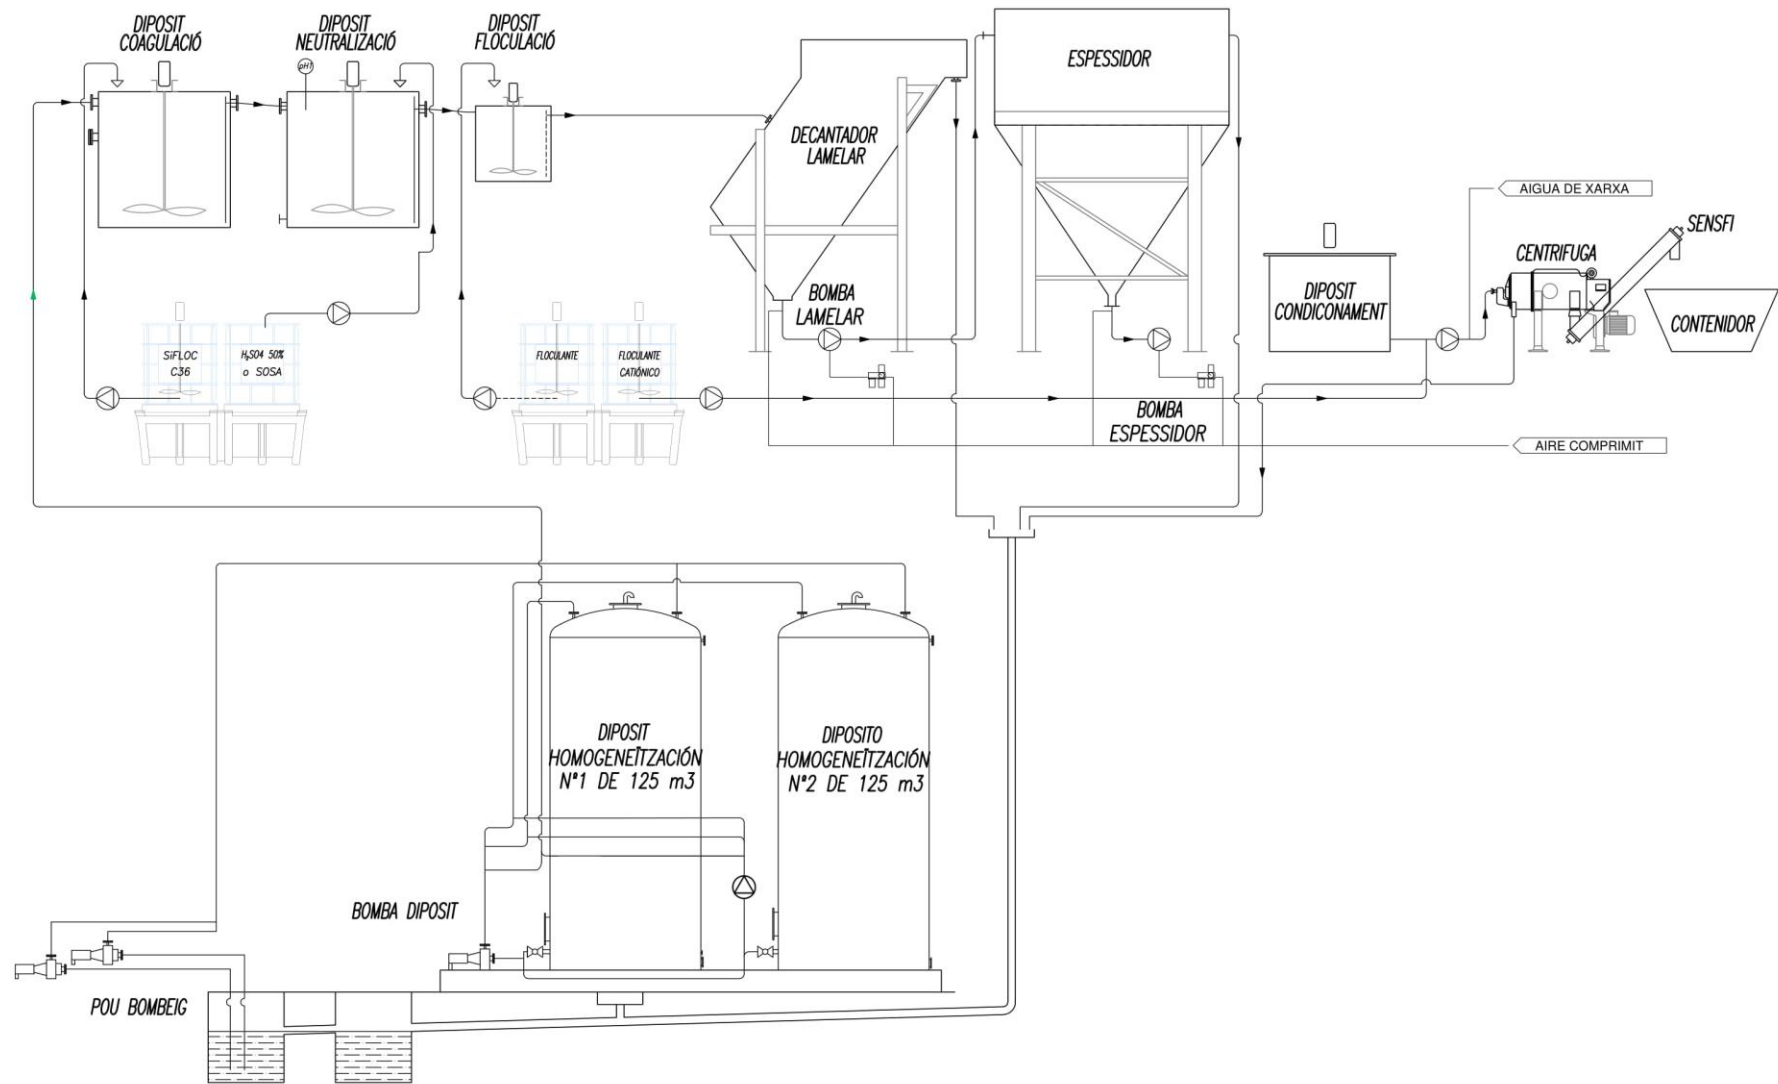 DIPOSIT
COAGULACIÓ
DIPOSIT
NEUTRALIZACIÓ
DIPOSIT
FLOCULACIÓ
pH1
DECANTADOR
LAMELAR
ESPESSIDOR
AIGUA DE XARXA
SENSFI
CENTRIFUGA
DIPOSIT
CONDICONAMENT
CONTENIDOR
BOMBA
LAMELAR
SiFLOC
C36
H2SO4 50%
o SOSA
FLOCULANTE
FLOCULANTE
CATIÓNICO
BOMBA
ESPESSIDOR
AIRE COMPRIMIT
DIPOSIT
HOMOGENEÏTZACIÓN
Nº1 DE 125 m3
DIPOSITO
HOMOGENEÏTZACIÓN
Nº2 DE 125 m3
BOMBA DIPOSIT
POU BOMBEIG